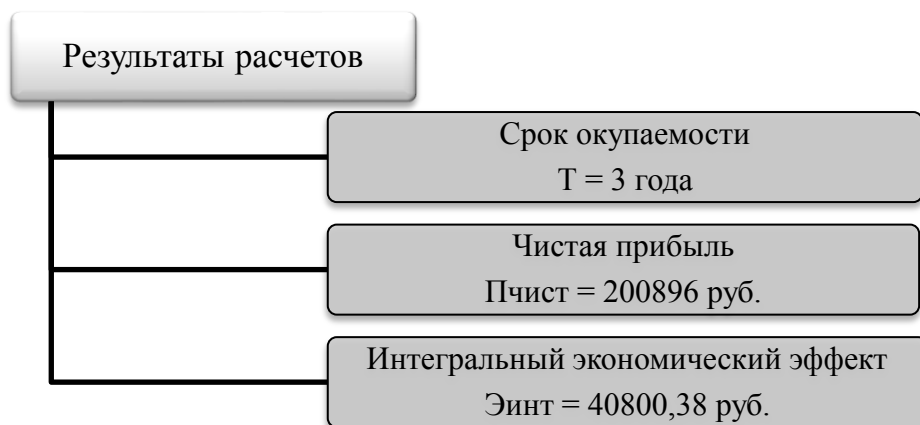 Результаты расчетов
Срок окупаемости
Т = 3 года
Чистая прибыль
Пчист = 200896 руб.
Интегральный экономический эффект
Эинт = 40800,38 руб.